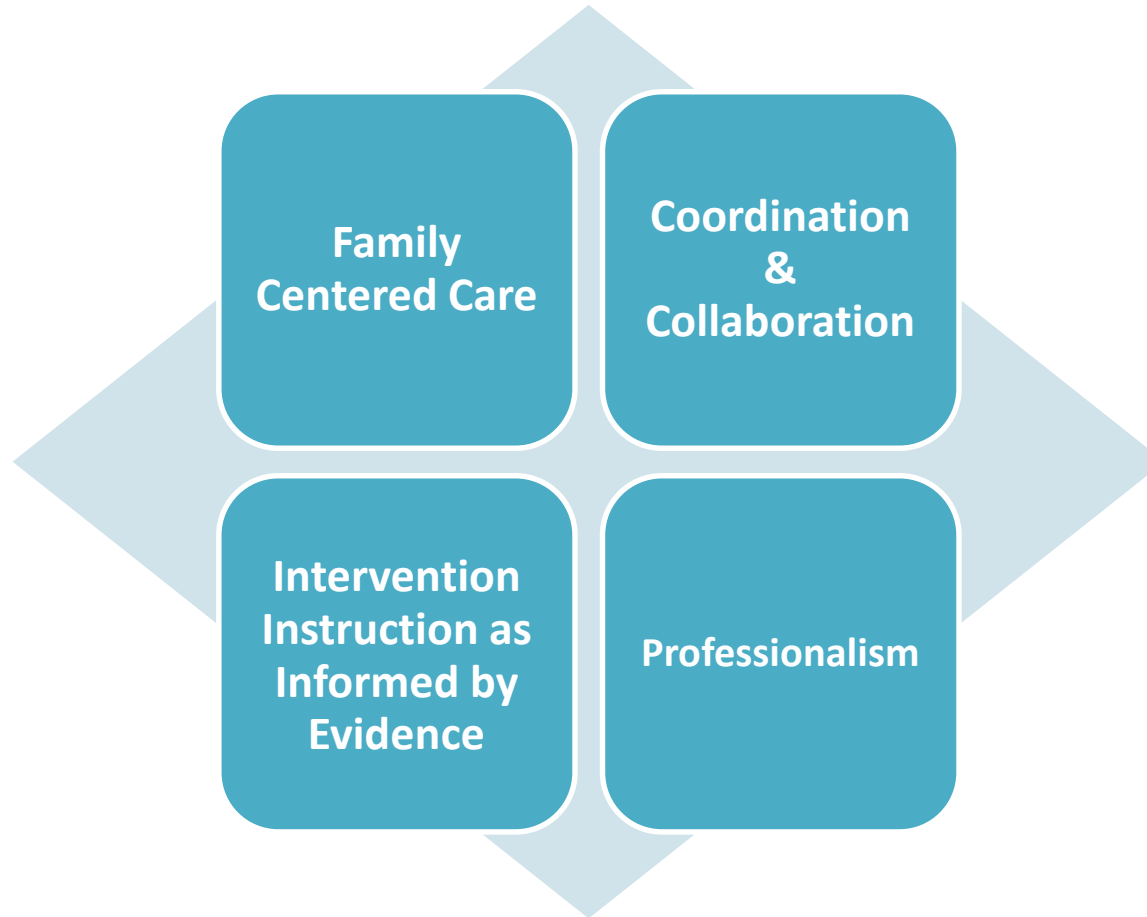 Family
Centered Care
Coordination
&
Collaboration
Intervention
Instruction as
Informed by
Evidence
Professionalism